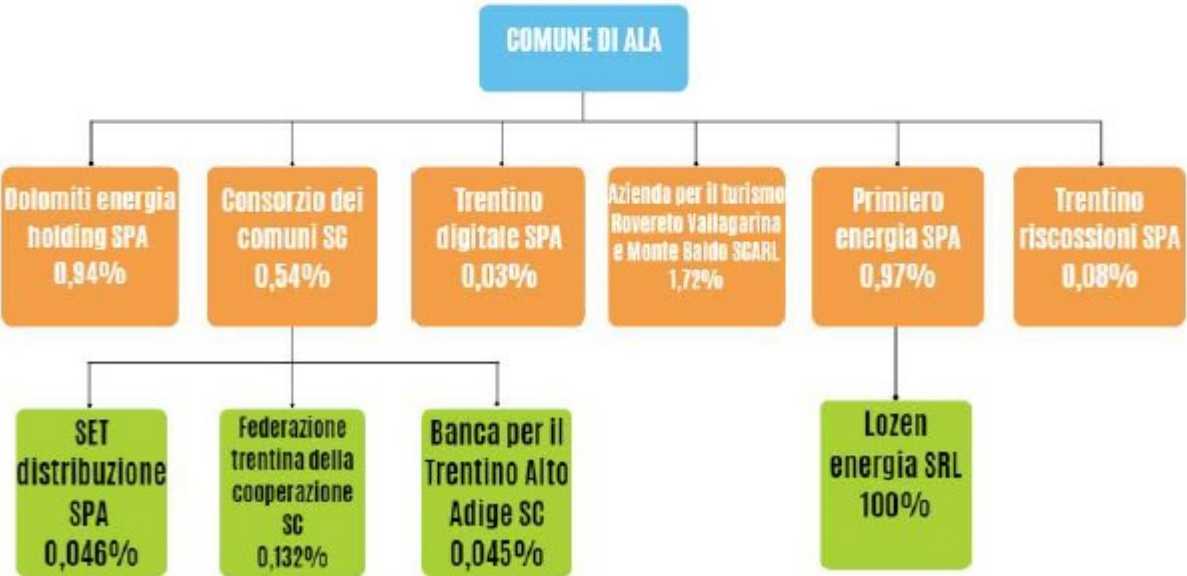 COMUNE DI ALA
Dolomiti energia
holding SPA
0,94%
Consorzio dei
comuni SC
0,54%
Trentino
digitale SPA
0,03%
Azienda per il turismo
Rovereto Vallagarina
e Monte Baldo SCARL
1,72%
Primiero
energia SPA
0,97%
Trentino
riscossioni SPA
0,08%
SET
distribuzione
SPA
0,046%
Federazione
trentina della
cooperazione
SC
0,132%
Banca per il
Trentino Alto
Adige SC
0,045%
Lozen
energia SRL
100%